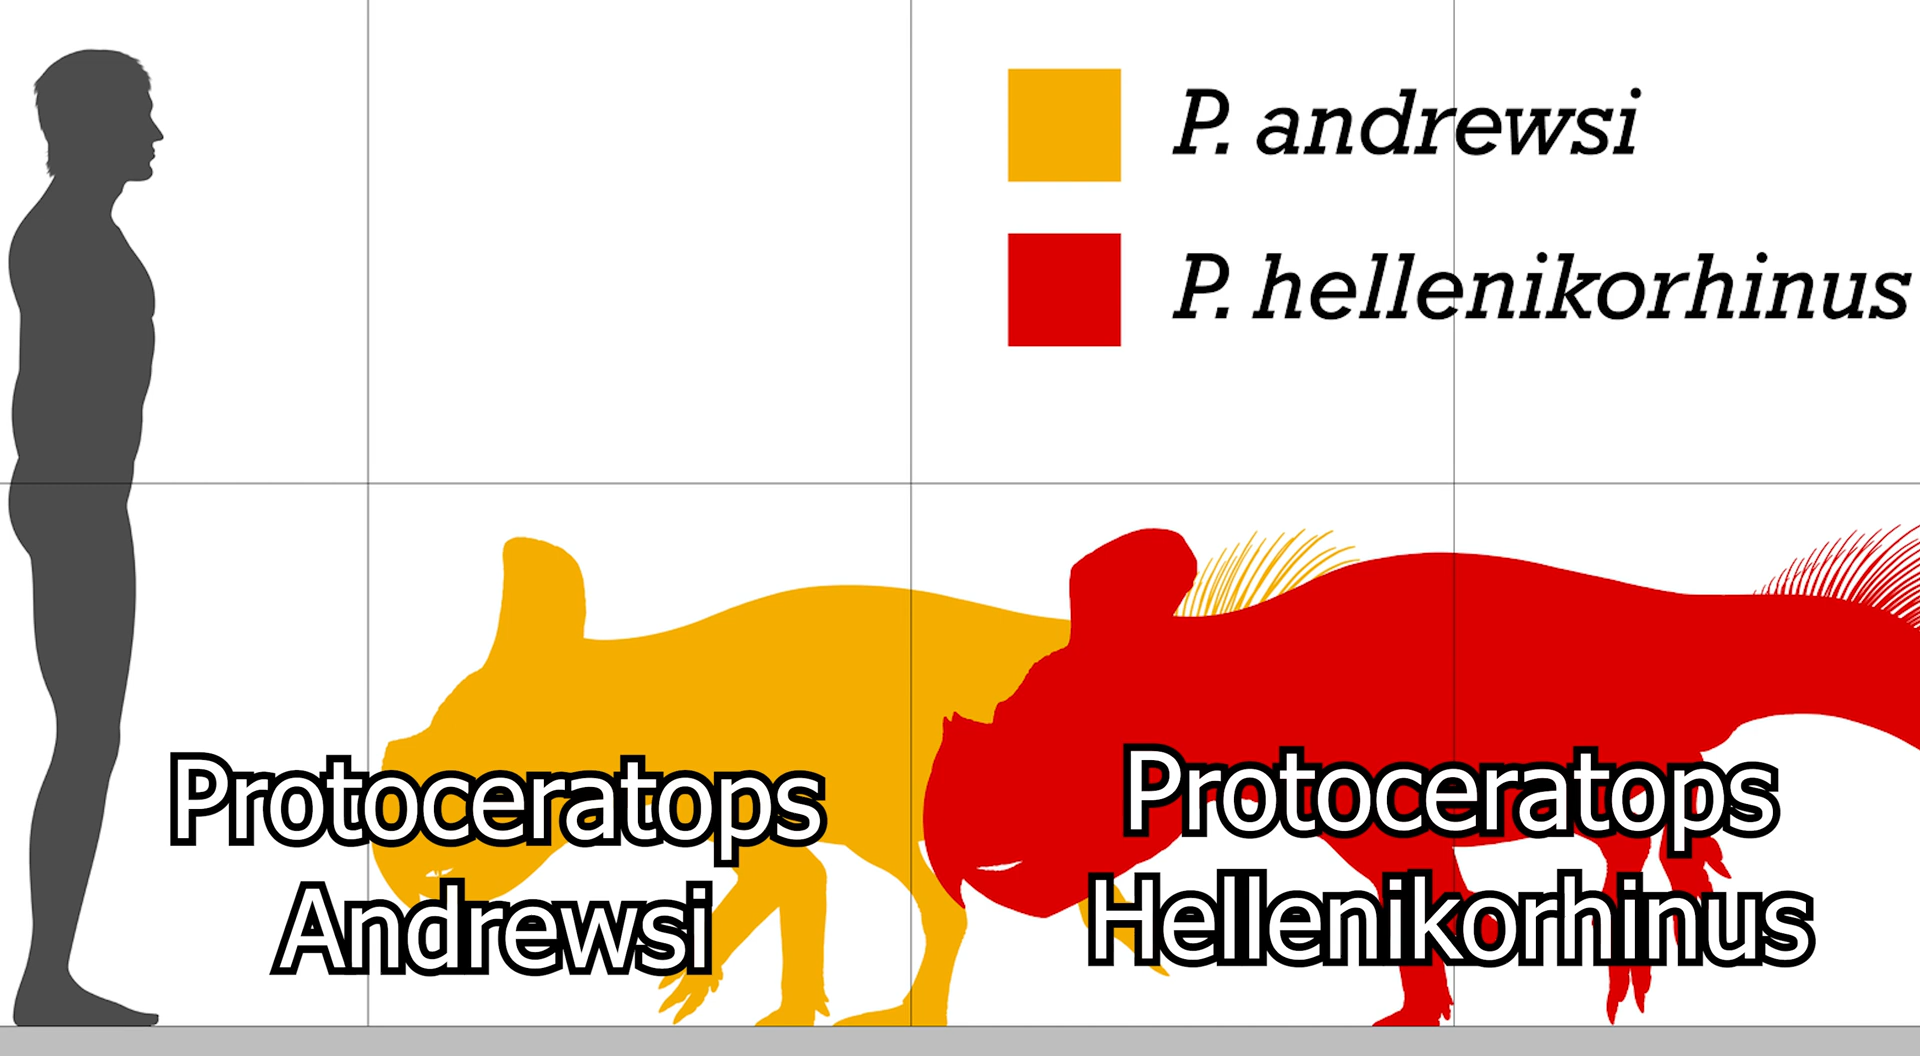 P. andrewsi
P. hellenikorhinus
Protoceratops
Andrewsi
Protoceratops
Hellenikorhinus